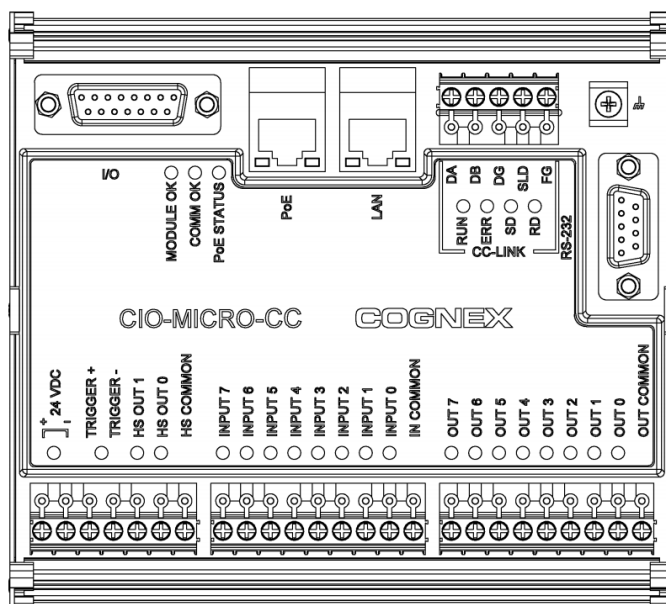 I/O
MODULE OK
COMM OK
PoE STATUS
PoE
LAN
DA
DB
DG
SLD
FG
RUN
ERR
SD
RD
CC-LINK
RS-232
CIO-MICRO-CC
COGNEX
+
-
24 VDC
TRIGGER +
TRIGGER -
HS OUT 1
HS OUT 0
HS COMMON
INPUT 7
INPUT 6
INPUT 5
INPUT 4
INPUT 3
INPUT 2
INPUT 1
INPUT 0
IN COMMON
OUT 7
OUT 6
OUT 5
OUT 4
OUT 3
OUT 2
OUT 1
OUT 0
OUT COMMON